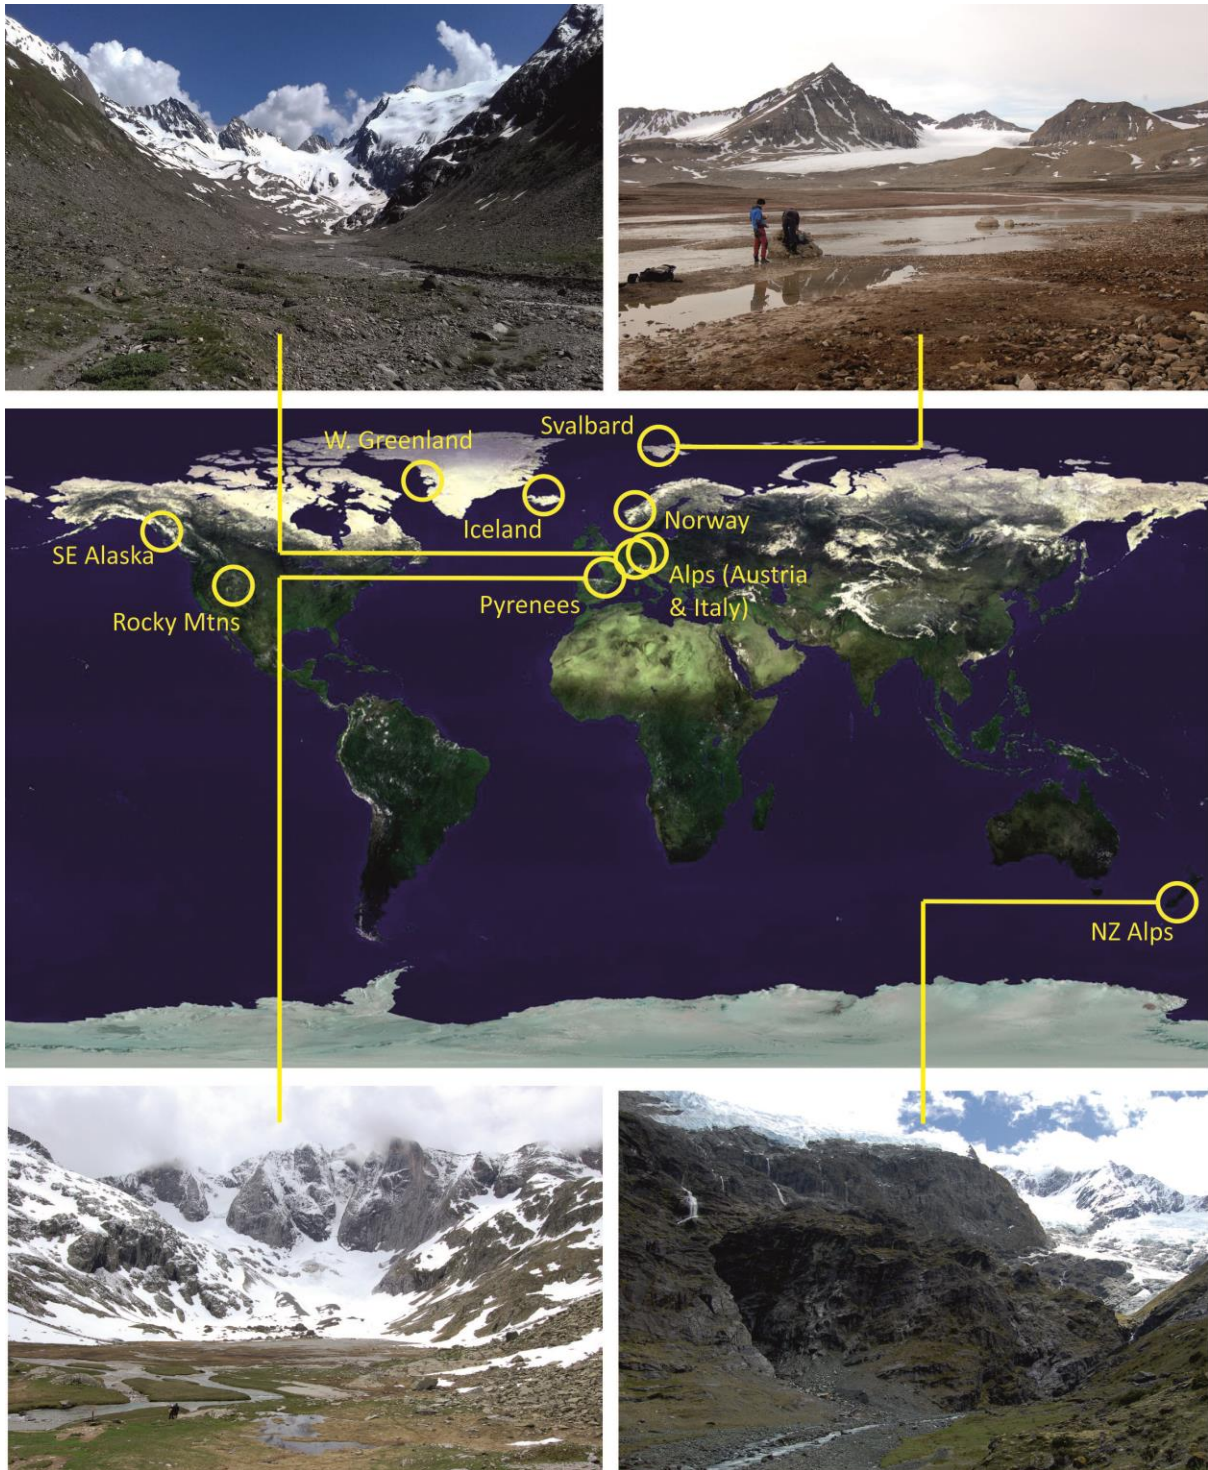 Svalbard
W. Greenland
Iceland
Norway
SE Alaska
Alps (Austria
& Italy)
Pyrenees
Rocky Mtns
NZ Alps